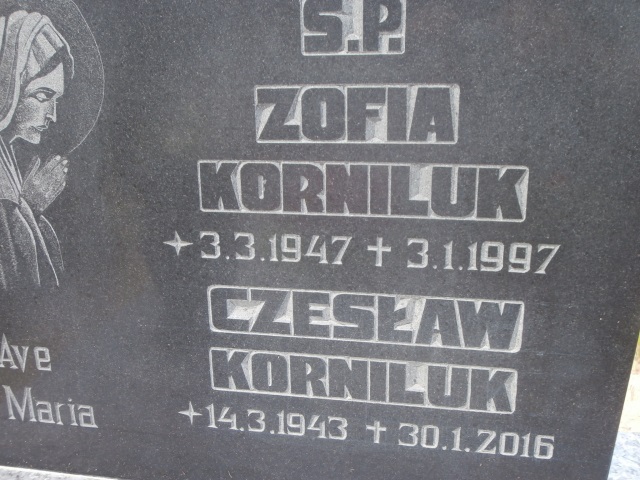 Ś.P.
ZOFIA
KORNILUK
3.3.1947 † 3.1.1997
CZESŁAW
KORNILUK
14.3.1943 † 30.1.2016
Ave
Maria